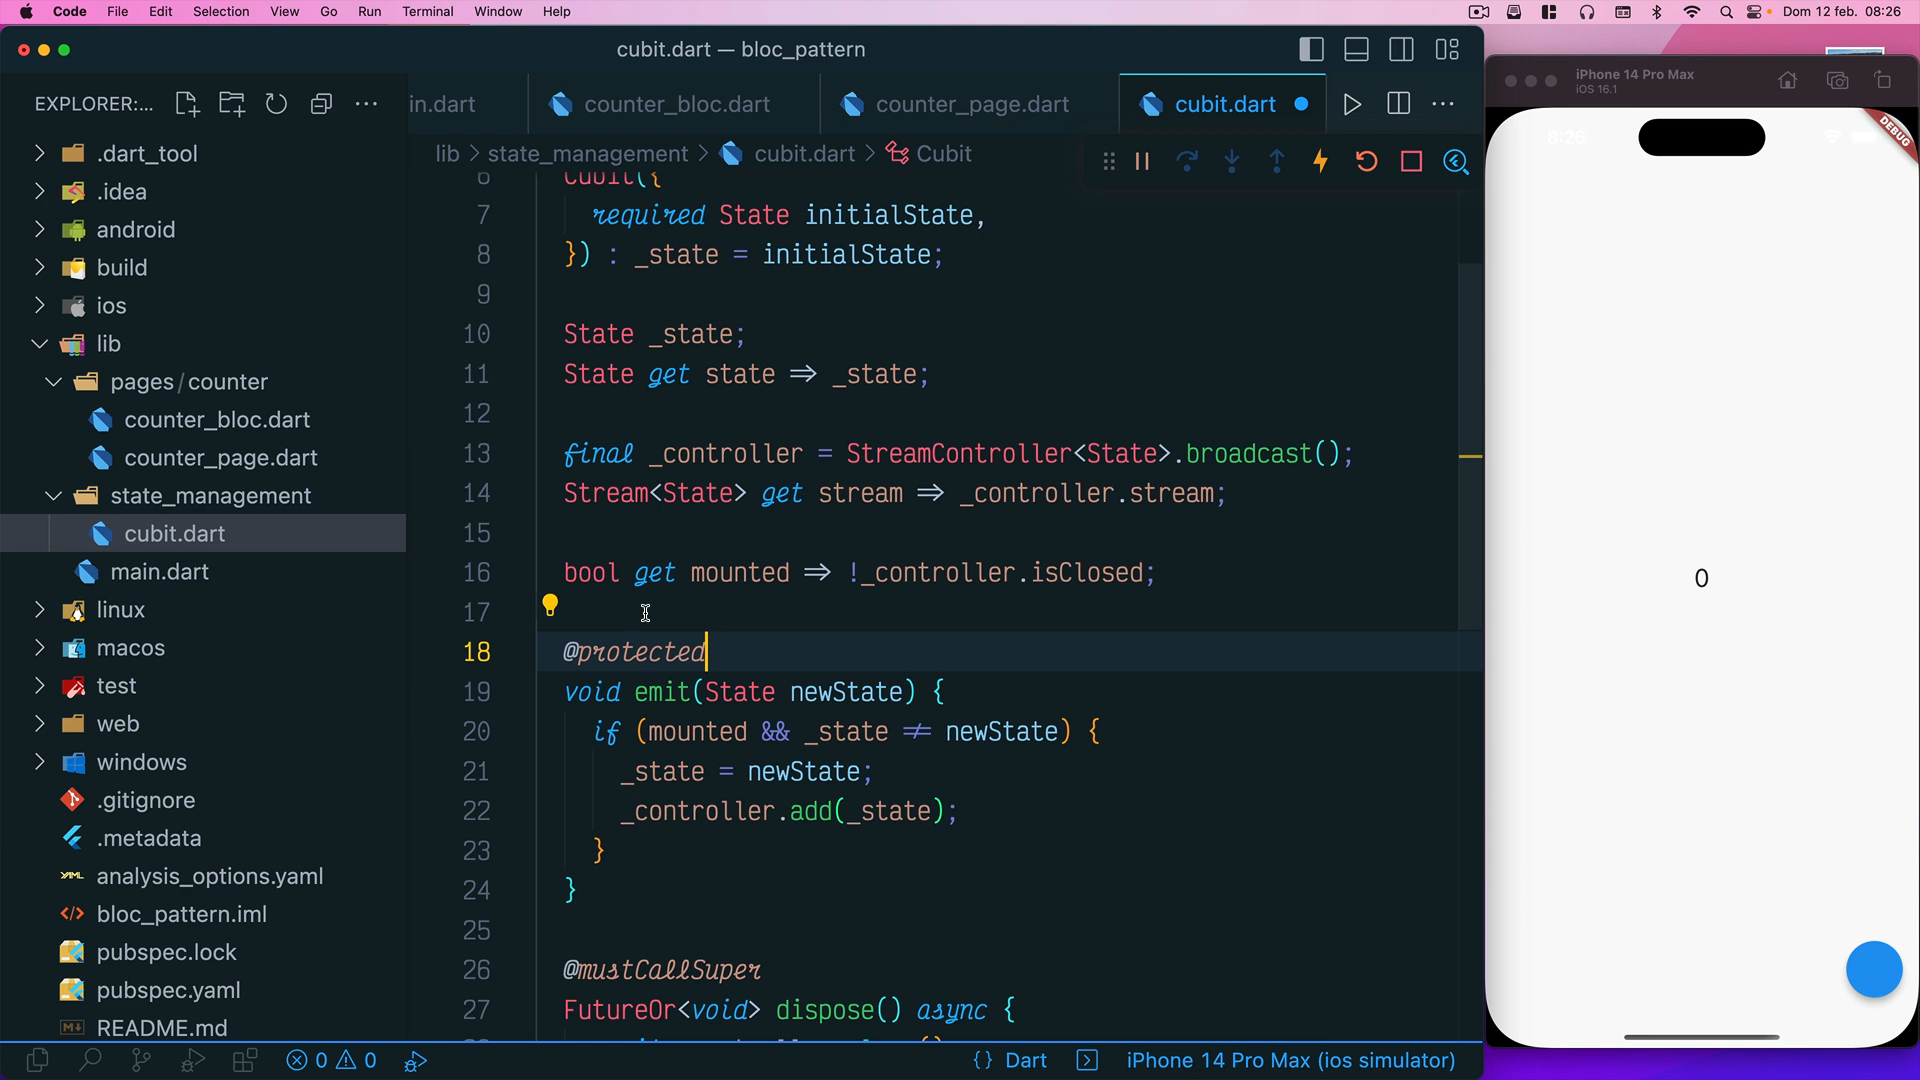 Code File Edit Selection View Go Run Terminal Window Help
Dom 12 feb. 08:26
cubit.dart — bloc_pattern
EXPLORER:...
in.dart
counter_bloc.dart
counter_page.dart
cubit.dart
lib > state_management > cubit.dart > Cubit
.dart_tool
.idea
android
build
ios
lib
pages/counter
counter_bloc.dart
counter_page.dart
state_management
cubit.dart
main.dart
linux
macos
test
web
windows
.gitignore
.metadata
analysis_options.yaml
bloc_pattern.iml
pubspec.lock
pubspec.yaml
README.md
6 Cubit({
7 required State initialState,
8 }) : _state = initialState;
9
10 State _state;
11 State get state => _state;
12
13 final _controller = StreamController<State>.broadcast();
14 Stream<State> get stream => _controller.stream;
15
16 bool get mounted => !_controller.isClosed;
17
18 @protected
19 void emit(State newState) {
20 if (mounted && _state != newState) {
21 _state = newState;
22 _controller.add(_state);
23 }
24 }
25
26 @mustCallSuper
27 FutureOr<void> dispose() async {
0 0
{} Dart
iPhone 14 Pro Max (ios simulator)
iPhone 14 Pro Max
iOS 16.1
8:26
DEBUG
0